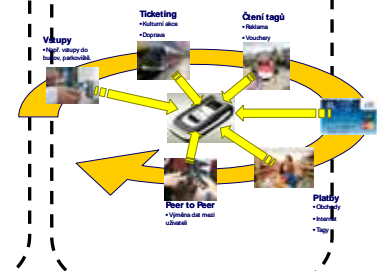 Ticketing
• Kulturní akce
• Doprava
Čtení tagů
• Reklama
• Vouchery
Vstupy
• Např. vstupy do
budov, parkoviště.
Platby
• Obchody
• Internet
• Tagy
Peer to Peer
• Výměna dat mezi
uživateli